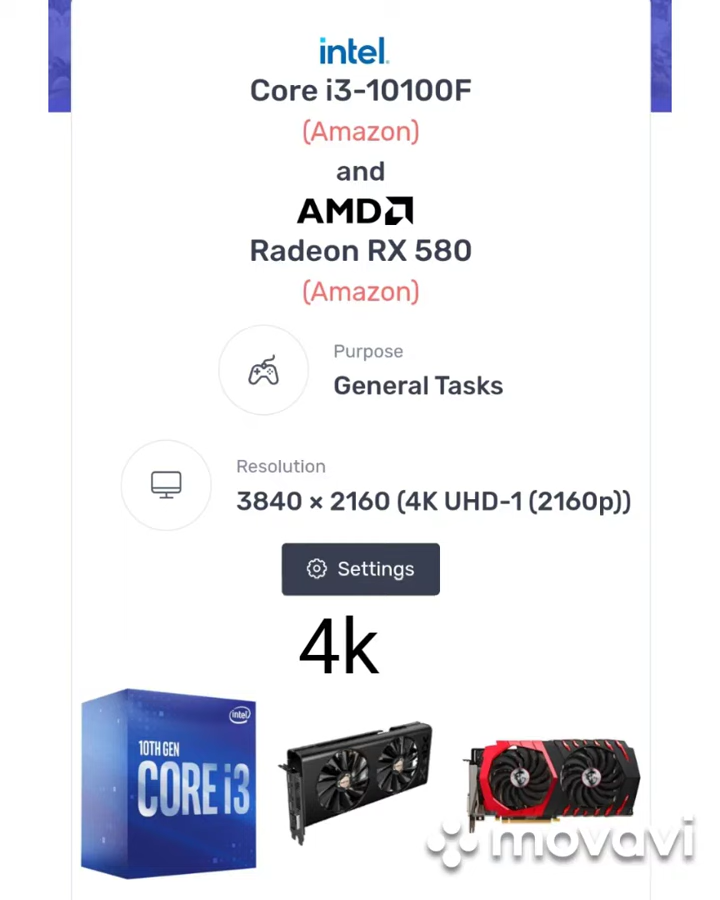 intel.
Core i3-10100F
(Amazon)
and
AMD
Radeon RX 580
(Amazon)
Purpose
General Tasks
Resolution
3840 × 2160 (4K UHD-1 (2160p))
Settings
4k
intel
10TH GEN
CORE i3
movavi